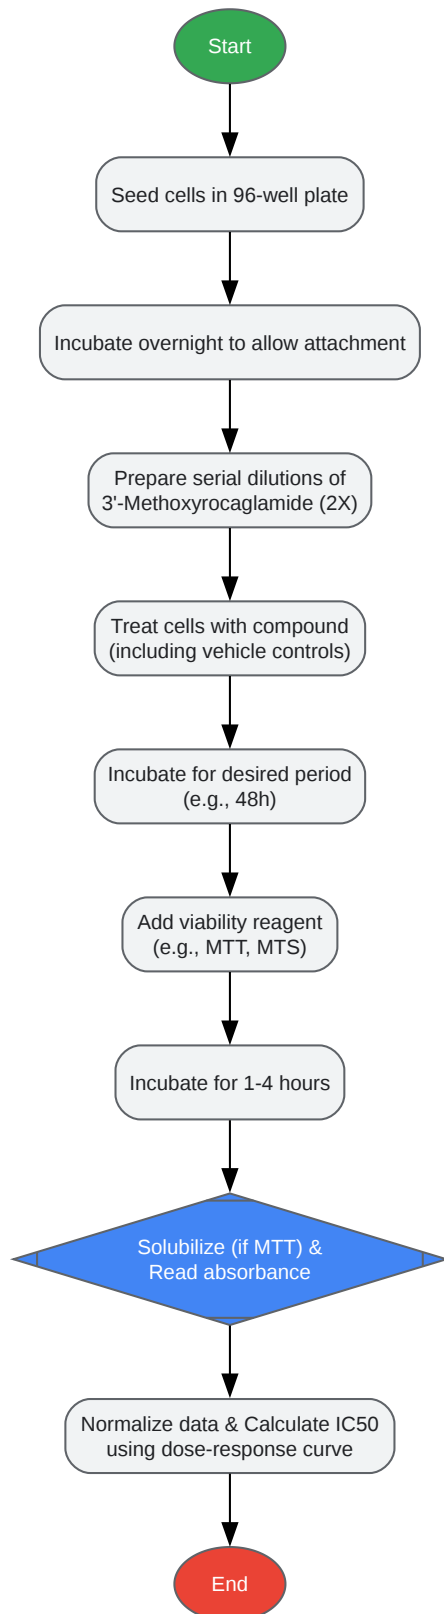 Start
Seed cells in 96-well plate
Incubate overnight to allow attachment
Prepare serial dilutions of
3'-Methoxyrocaglamide (2X)
Treat cells with compound
(including vehicle controls)
Incubate for desired period
(e.g., 48h)
Add viability reagent
(e.g., MTT, MTS)
Incubate for 1-4 hours
Solubilize (if MTT) &
Read absorbance
Normalize data & Calculate IC50
using dose-response curve
End